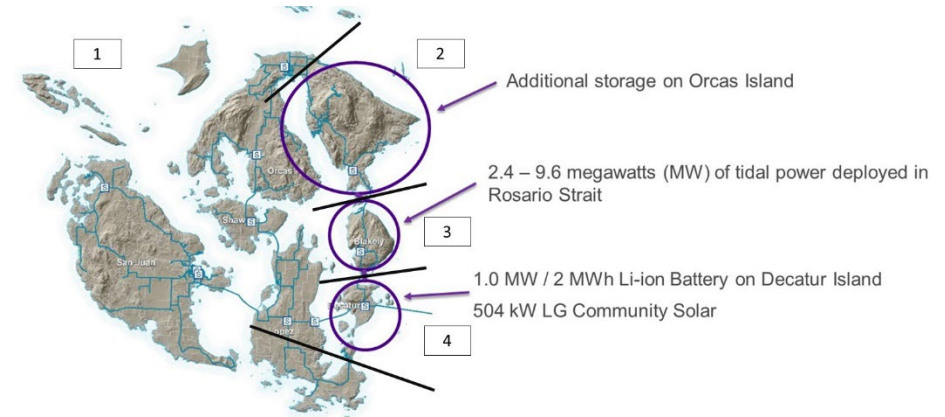 1
2
S
Additional storage on Orcas Island
2.4 – 9.6 megawatts (MW) of tidal power deployed in
Rosario Strait
S
S
Orcas
Shaw S
S
3
Blakely
S
San Juan
S
1.0 MW / 2 MWh Li-ion Battery on Decatur Island
Decatur S
504 kW LG Community Solar
S
S
Lopez
4